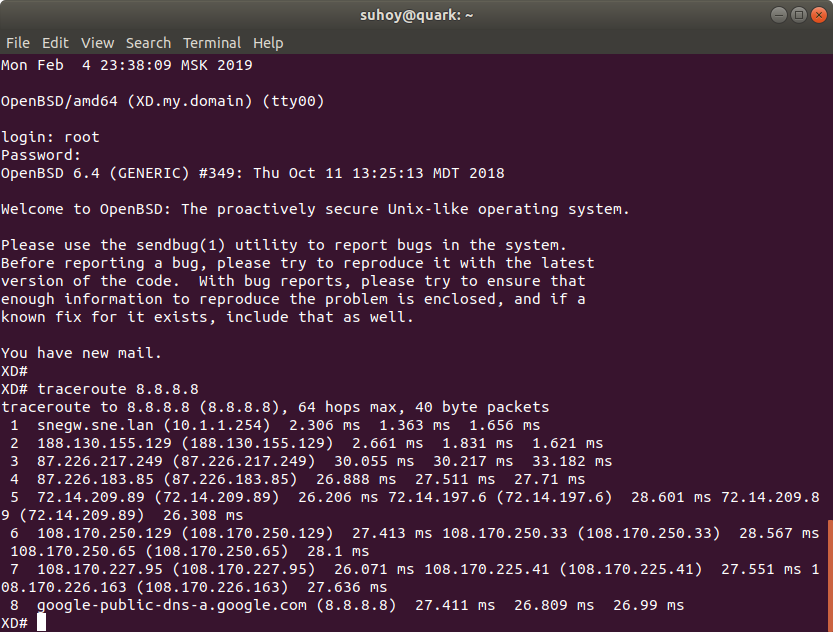 suhoy@quark: ~
File Edit View Search Terminal Help
Mon Feb  4 23:38:09 MSK 2019
OpenBSD/amd64 (XD.my.domain) (tty00)
login: root
Password:
OpenBSD 6.4 (GENERIC) #349: Thu Oct 11 13:25:13 MDT 2018
Welcome to OpenBSD: The proactively secure Unix-like operating system.
Please use the sendbug(1) utility to report bugs in the system.
Before reporting a bug, please try to reproduce it with the latest
version of the code.  With bug reports, please try to ensure that
enough information to reproduce the problem is enclosed, and if a
known fix for it exists, include that as well.
You have new mail.
XD#
XD# traceroute 8.8.8.8
traceroute to 8.8.8.8 (8.8.8.8), 64 hops max, 40 byte packets
 1  snegw.sne.lan (10.1.1.254)  2.306 ms  1.363 ms  1.656 ms
 2  188.130.155.129 (188.130.155.129)  2.661 ms  1.831 ms  1.621 ms
 3  87.226.217.249 (87.226.217.249)  30.055 ms  30.217 ms  33.182 ms
 4  87.226.183.85 (87.226.183.85)  26.888 ms  27.511 ms  27.71 ms
 5  72.14.209.89 (72.14.209.89)  26.206 ms 72.14.197.6 (72.14.197.6)  28.601 ms 72.14.209.8
9 (72.14.209.89)  26.308 ms
 6  108.170.250.129 (108.170.250.129)  27.413 ms 108.170.250.33 (108.170.250.33)  28.567 ms
 108.170.250.65 (108.170.250.65)  28.1 ms
 7  108.170.227.95 (108.170.227.95)  26.071 ms 108.170.225.41 (108.170.225.41)  27.551 ms 1
08.170.226.163 (108.170.226.163)  27.636 ms
 8  google-public-dns-a.google.com (8.8.8.8)  27.411 ms  26.809 ms  26.99 ms
XD#